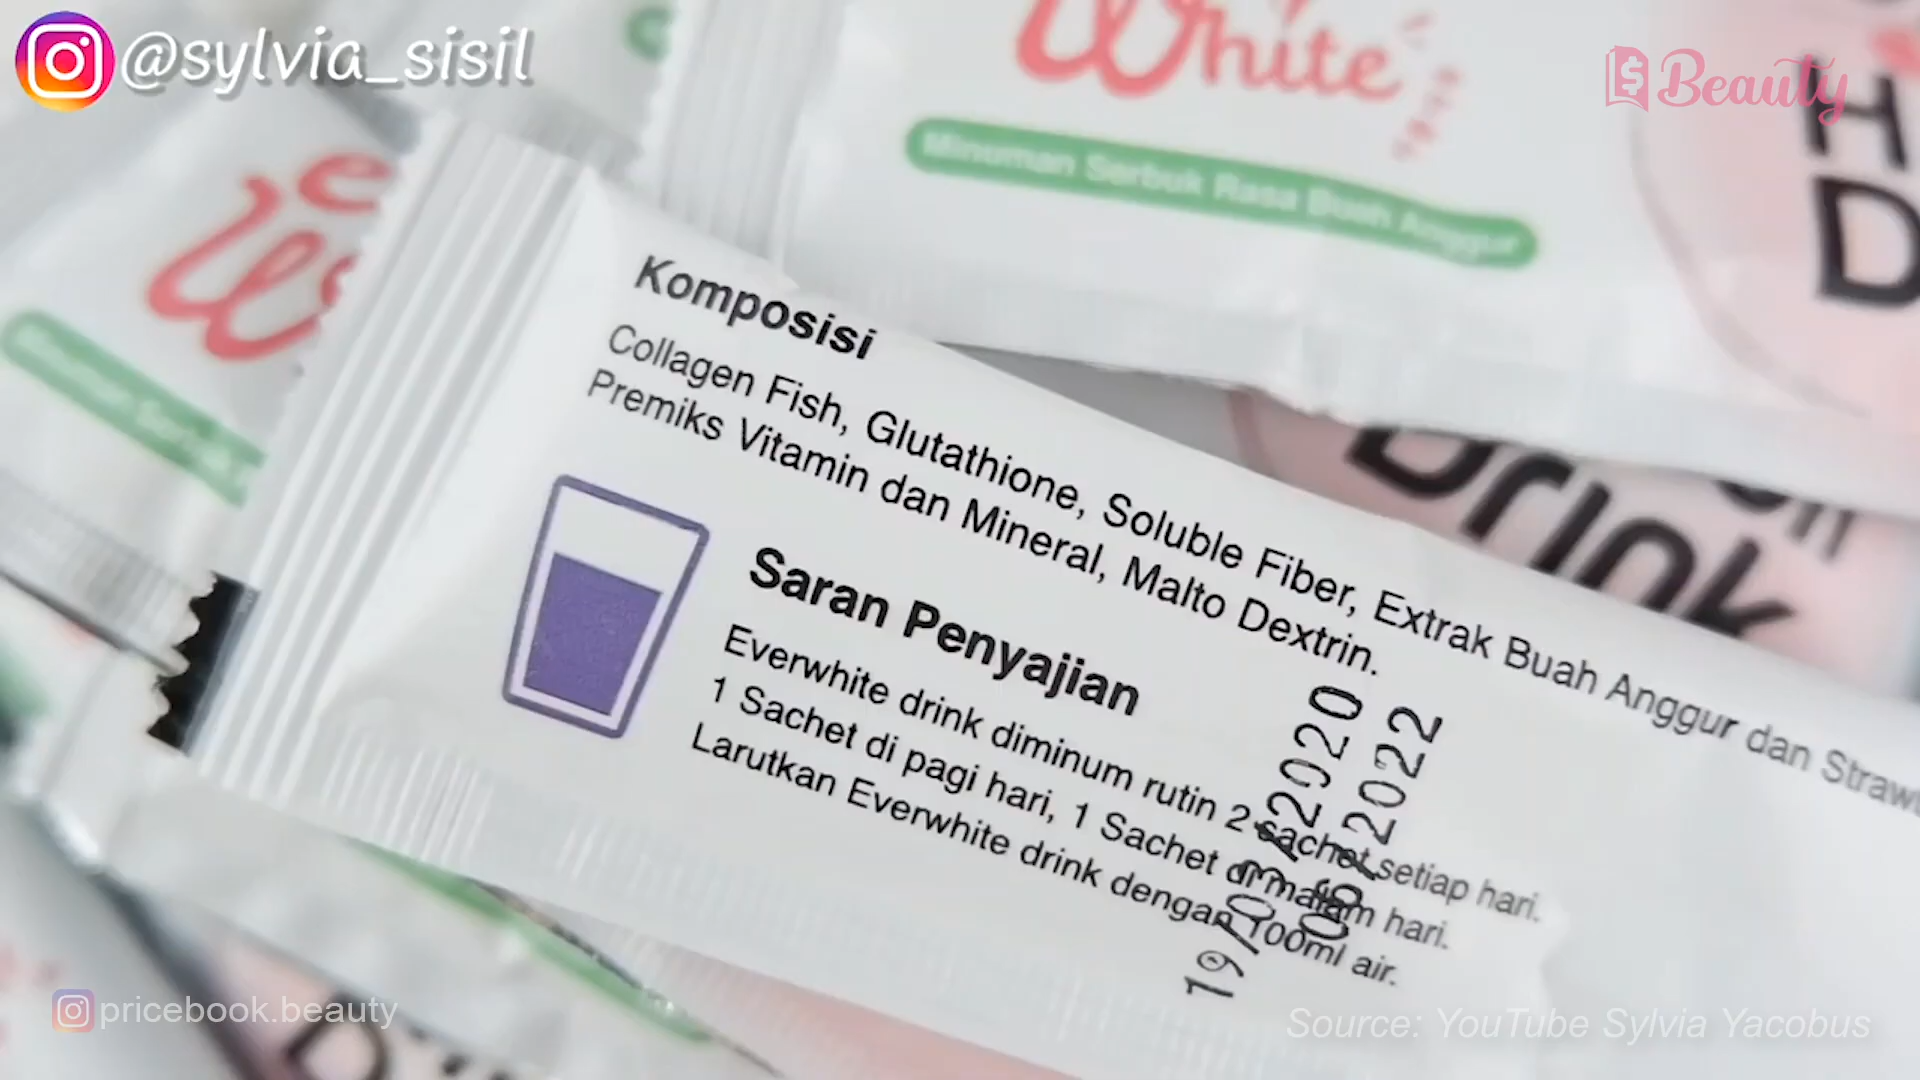 @sylvia_sisil
White
Beauty
Minuman Serbuk Rasa Buah Anggur
H
D
e
W
Komposisi
Collagen Fish, Glutathione, Soluble Fiber, Extrak Buah Anggur dan Straw
Premiks Vitamin dan Mineral, Malto Dextrin.
Drink
Saran Penyajian
Everwhite drink diminum rutin 2 sachet setiap hari.
1 Sachet di pagi hari, 1 Sachet di malam hari.
Larutkan Everwhite drink dengan 100ml air.
19/03/2020
pricebook.beauty
Source: YouTube Sylvia Yacobus